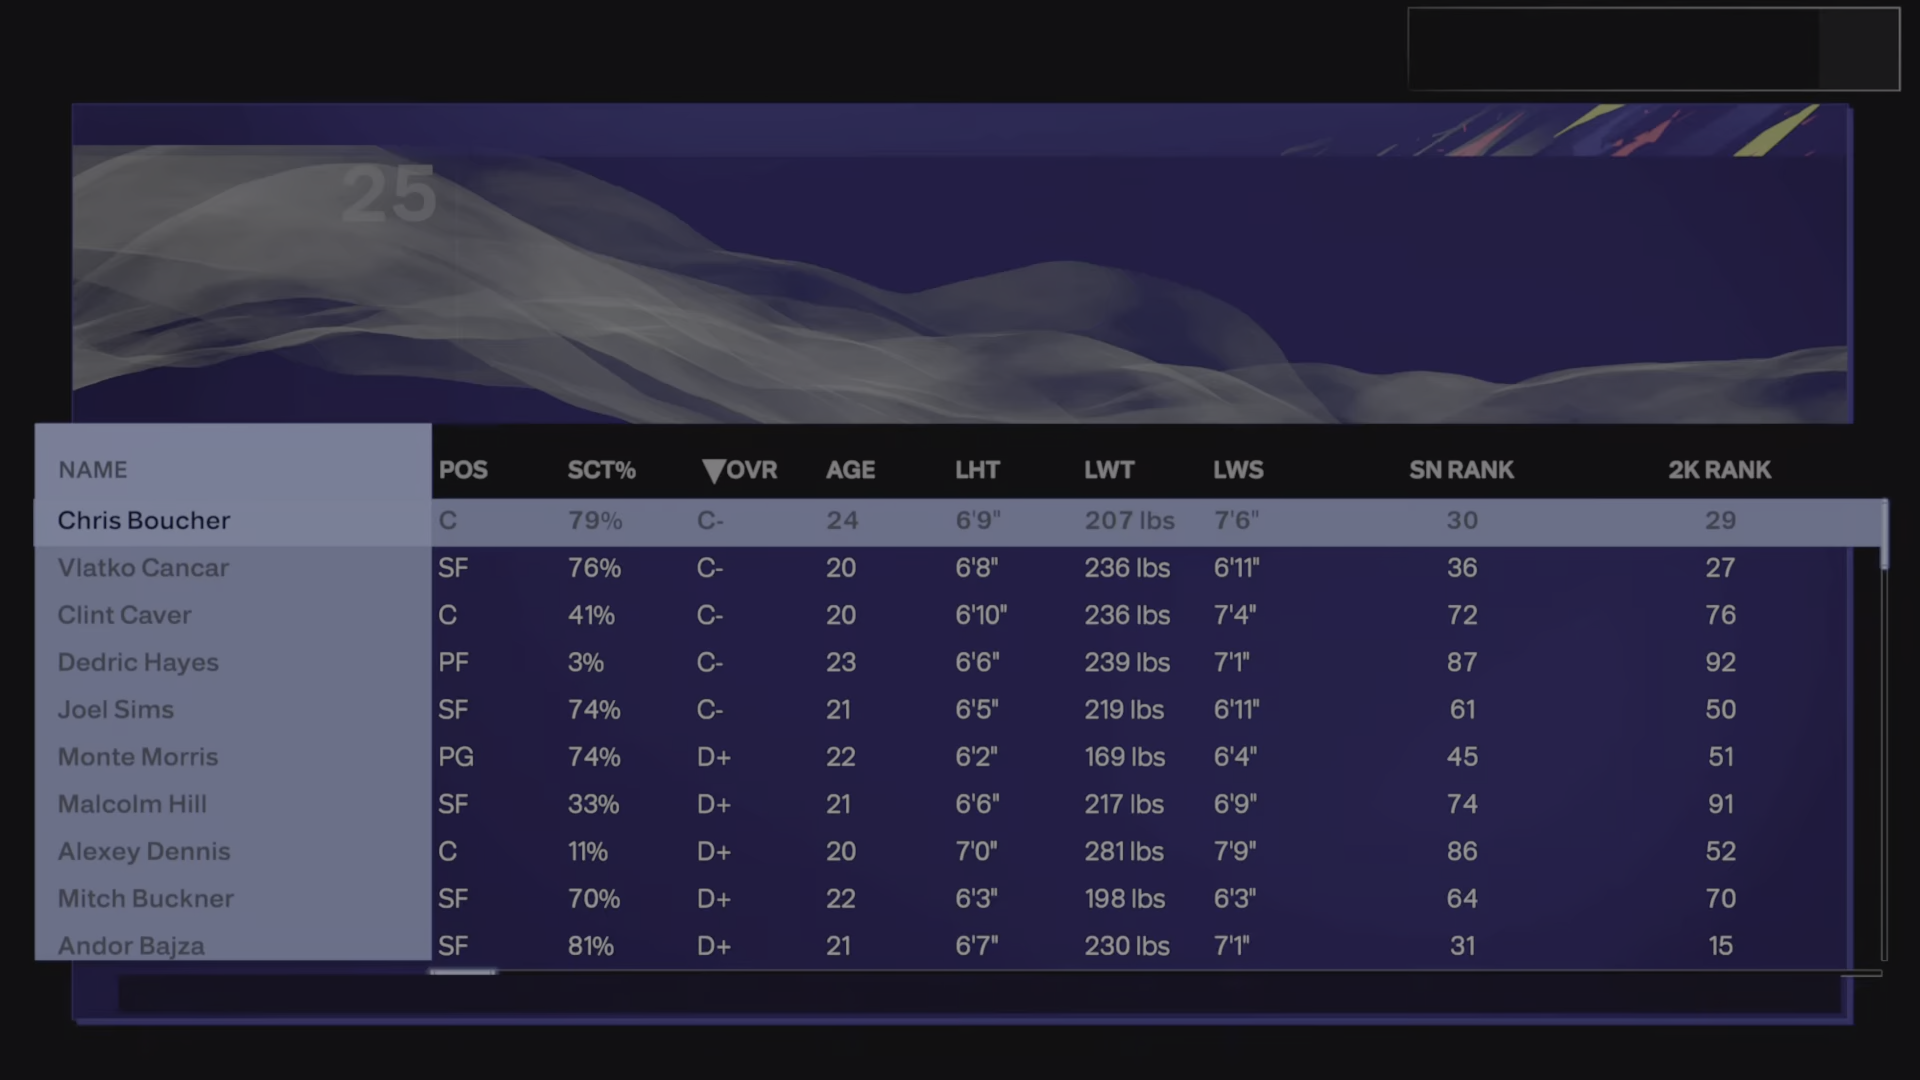 25
NAME POS SCT% ▼OVR AGE LHT LWT LWS SN RANK 2K RANK
Chris Boucher C 79% C- 24 6'9" 207 lbs 7'6" 30 29
Vlatko Cancar SF 76% C- 20 6'8" 236 lbs 6'11" 36 27
Clint Caver C 41% C- 20 6'10" 236 lbs 7'4" 72 76
Dedric Hayes PF 3% C- 23 6'6" 239 lbs 7'1" 87 92
Joel Sims SF 74% C- 21 6'5" 219 lbs 6'11" 61 50
Monte Morris PG 74% D+ 22 6'2" 169 lbs 6'4" 45 51
Malcolm Hill SF 33% D+ 21 6'6" 217 lbs 6'9" 74 91
Alexey Dennis C 11% D+ 20 7'0" 281 lbs 7'9" 86 52
Mitch Buckner SF 70% D+ 22 6'3" 198 lbs 6'3" 64 70
Andor Bajza SF 81% D+ 21 6'7" 230 lbs 7'1" 31 15